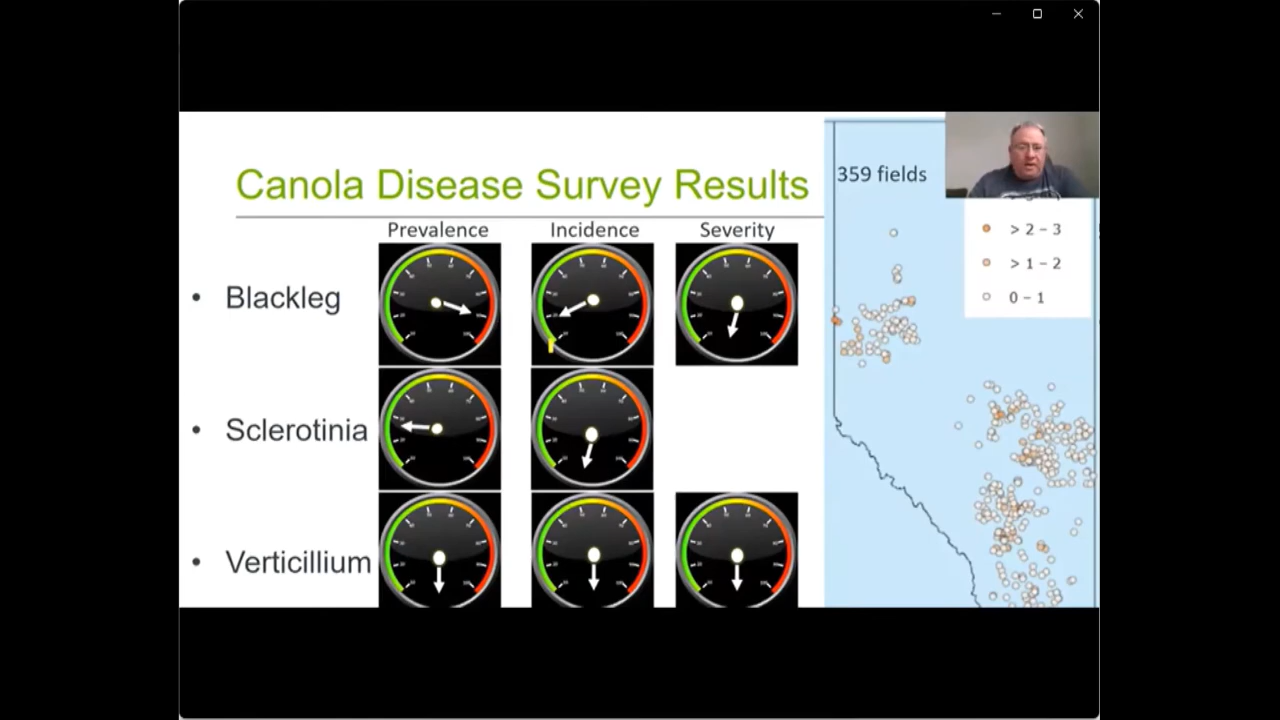 Canola Disease Survey Results
359 fields
Prevalence
Incidence
Severity
• Blackleg
• Sclerotinia
• Verticillium
> 2 – 3
> 1 – 2
0 – 1